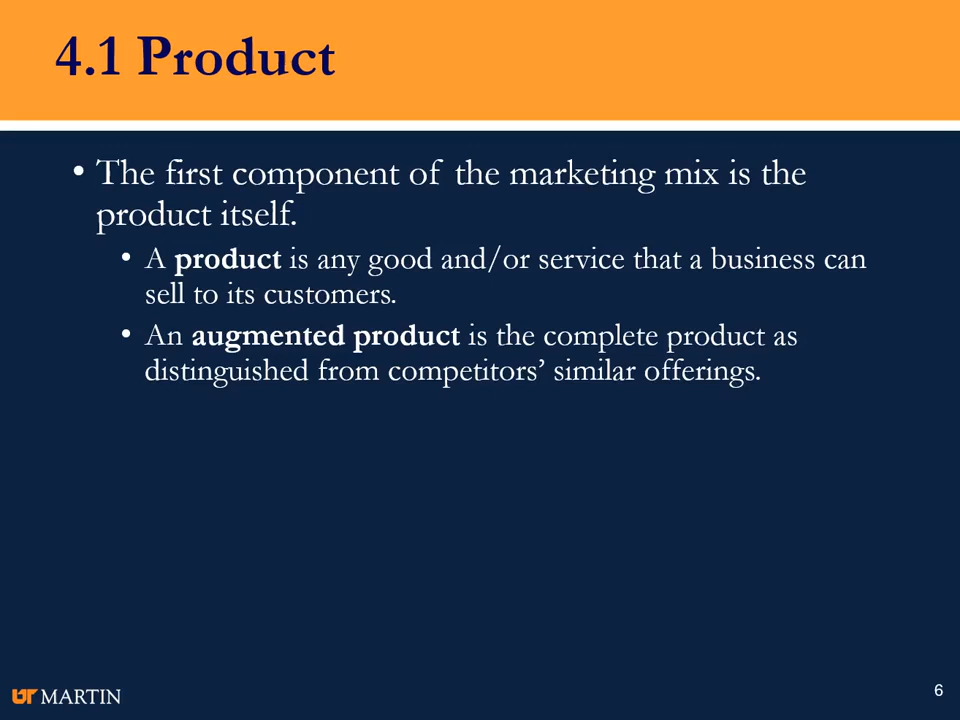 4.1 Product
• The first component of the marketing mix is the
product itself.
• A product is any good and/or service that a business can
sell to its customers.
• An augmented product is the complete product as
distinguished from competitors’ similar offerings.
UT MARTIN
6